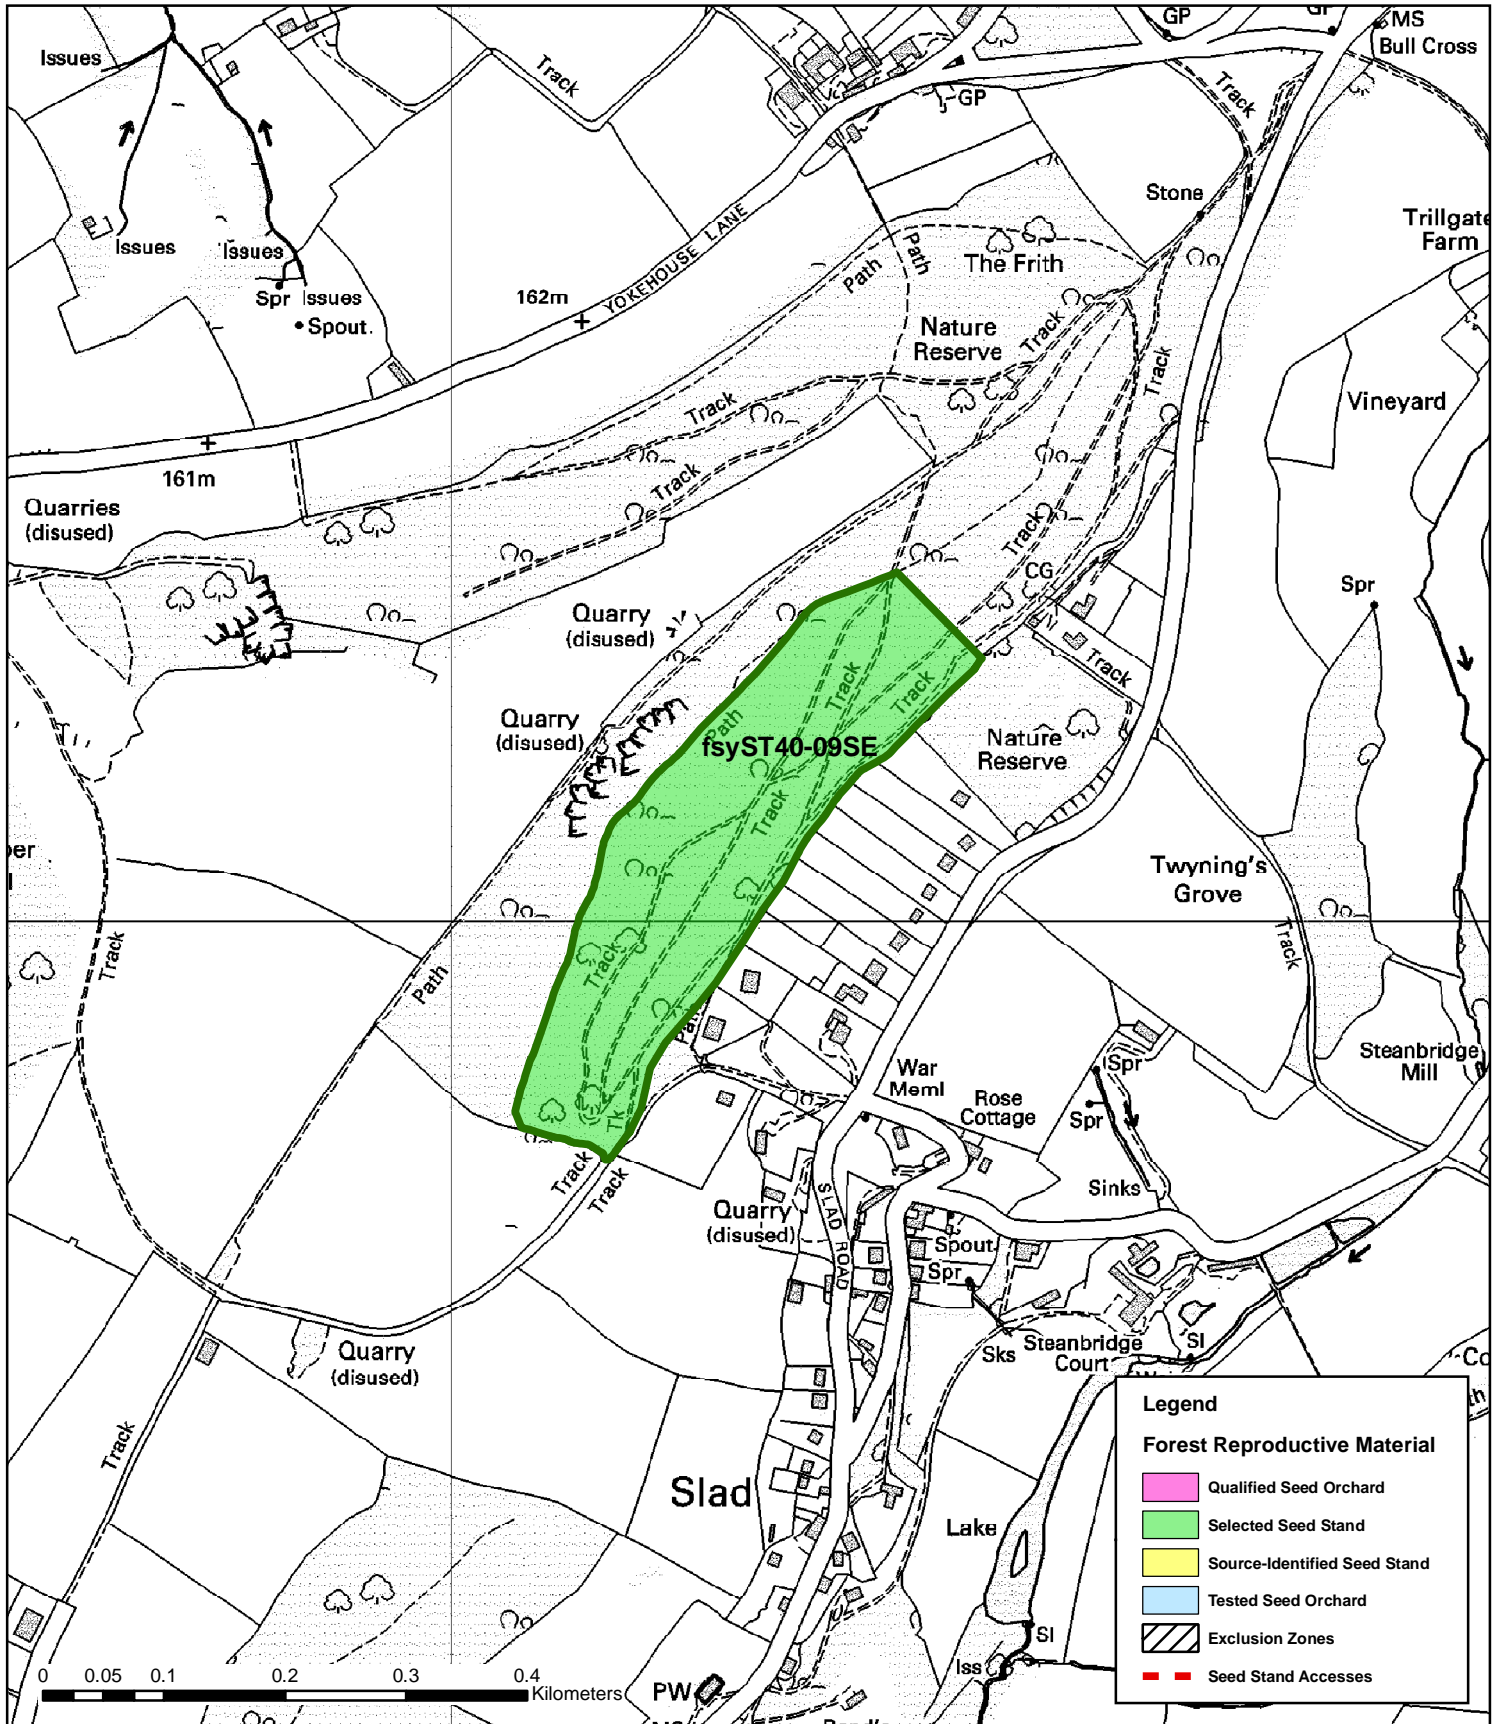 GP
GP
MS
Bull Cross
Issues
Track
GP
Track
Stone
Trillgate
Farm
Issues
Issues
Spr
Issues
Spout
YOKEHOUSE LANE
162m
Path
Path
The Frith
Nature
Reserve
Track
Track
Vineyard
Track
161m
Quarries
(disused)
Track
Track
CG
Spr
Quarry
(disused)
Track
Quarry
(disused)
Path
Track
Track
fsyST40-09SE
Nature
Reserve
Track
Twyning's
Grove
Track
Path
Track
Track
Path
War
Meml
Rose
Cottage
Spr
Spr
Steanbridge
Mill
Tk
Track
Track
Sinks
Quarry
(disused)
SLAD ROAD
Spout
Spr
Quarry
(disused)
Sks
Steanbridge
Court
Sl
Track
Slad
Lake
Legend
Forest Reproductive Material
Qualified Seed Orchard
Selected Seed Stand
Source-Identified Seed Stand
Tested Seed Orchard
Exclusion Zones
Seed Stand Accesses
Sl
Iss
0 0.05 0.1 0.2 0.3 0.4
Kilometers
PW